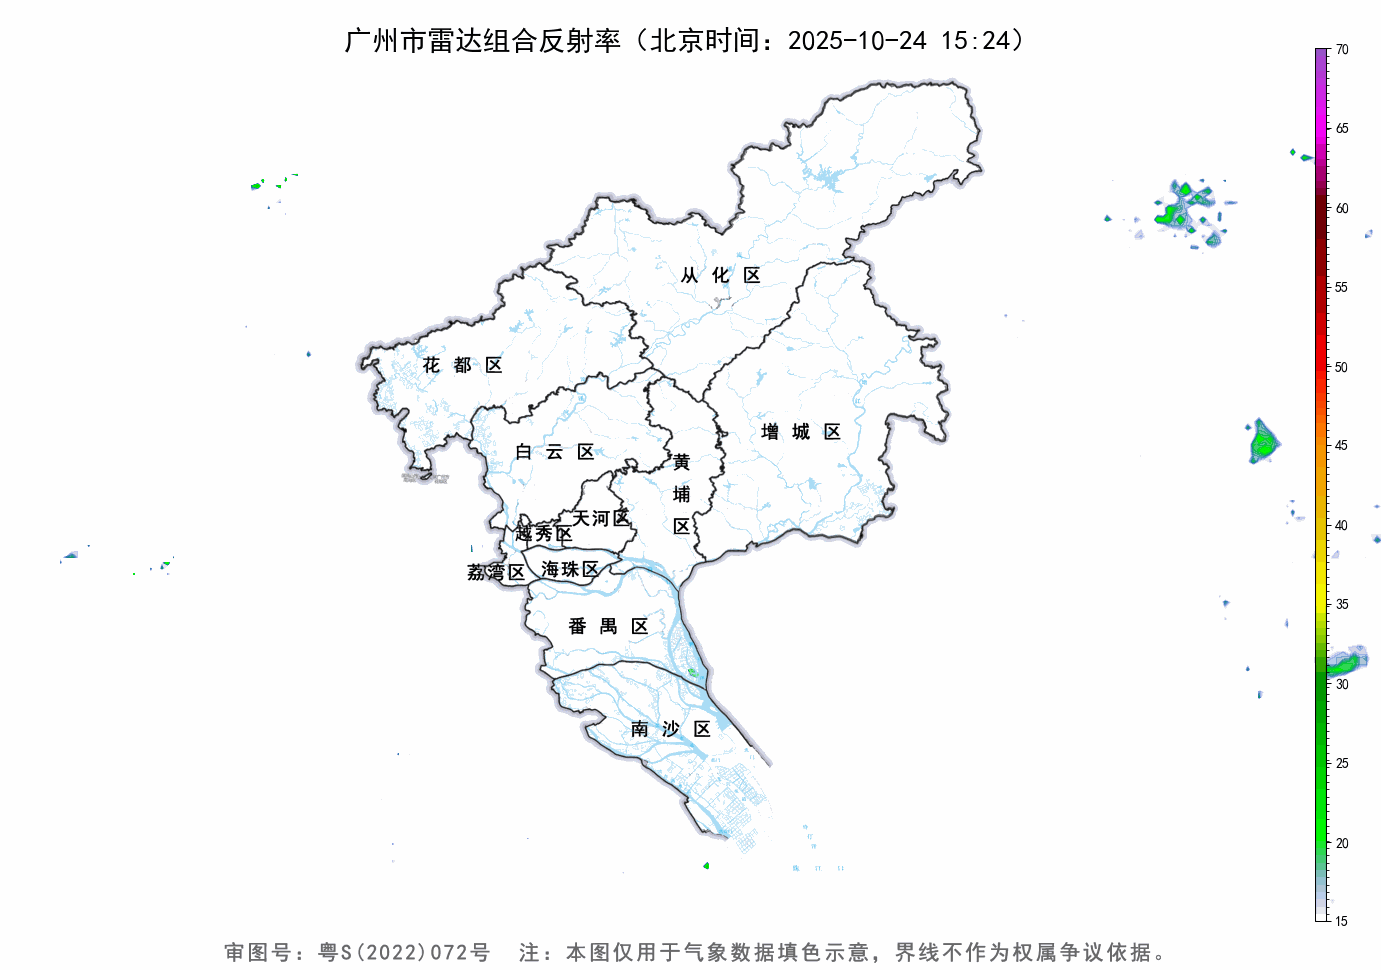 广州市雷达组合反射率（北京时间：2025-10-24 15:24）
70
65
60
55
50
45
40
35
30
25
20
15
从化区
花都区
增城区
白云区
黄埔区
天河区
越秀区
海珠区
荔湾区
番禺区
南沙区
审图号：粤S(2022)072号 注：本图仅用于气象数据填色示意，界线不作为权属争议依据。